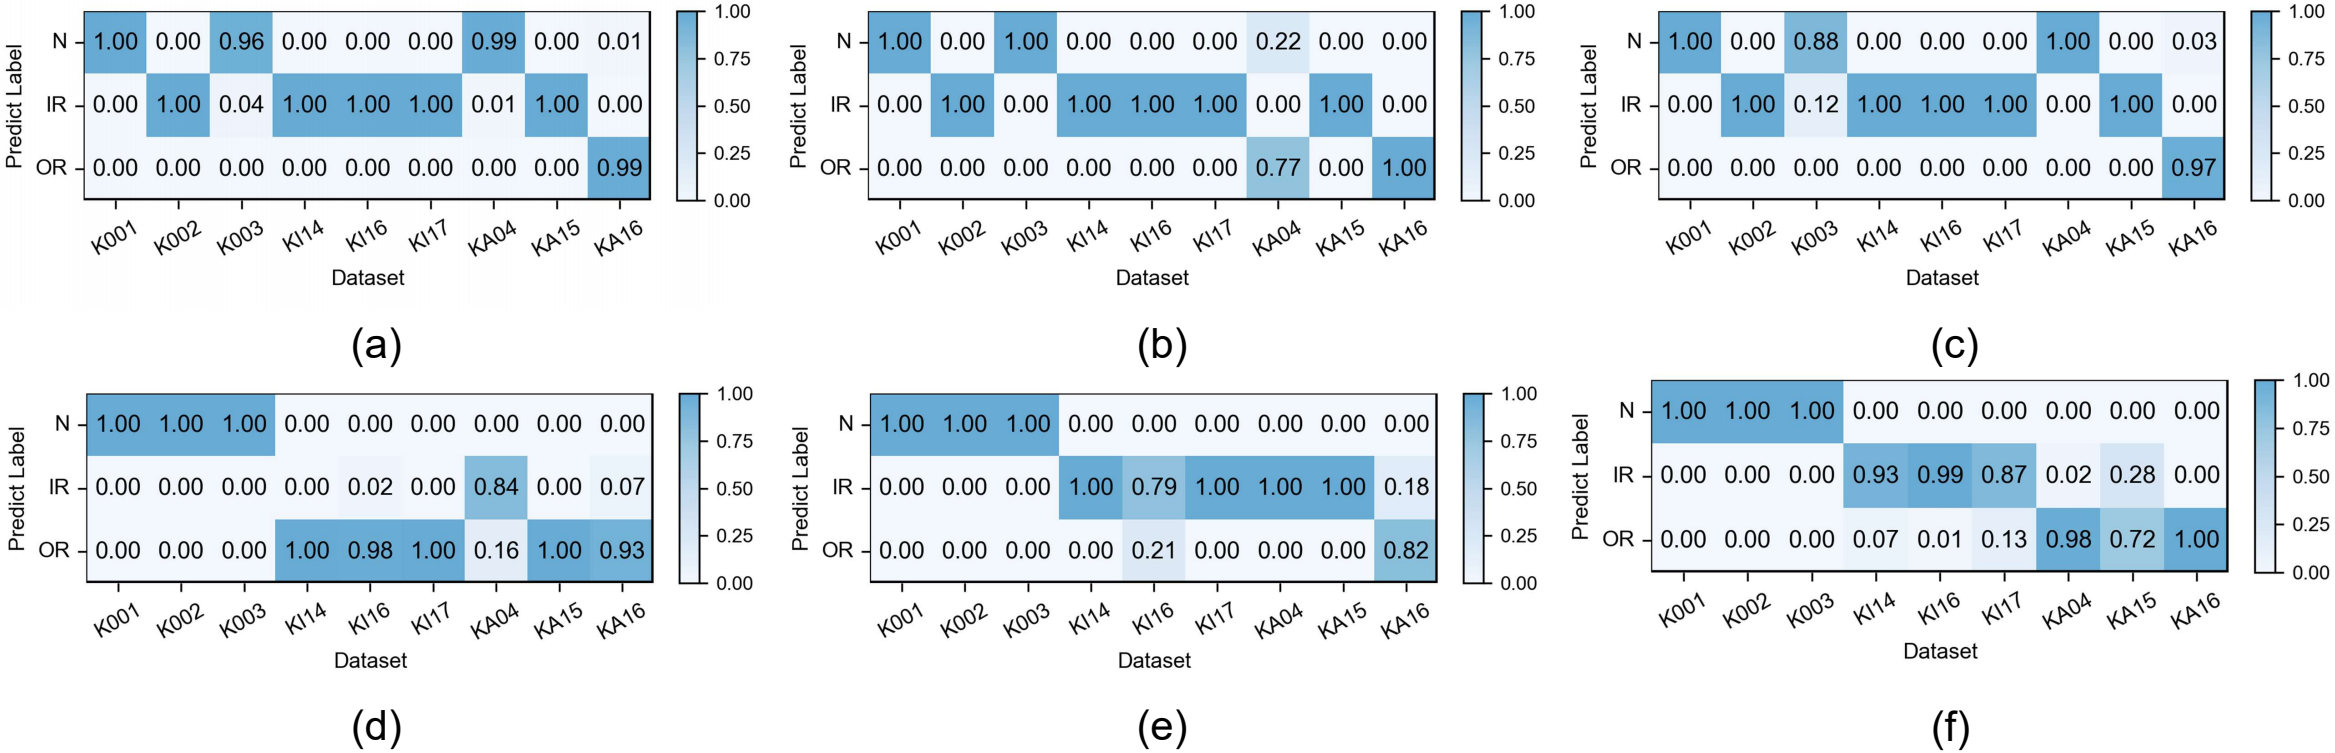 N 1.00 0.00 0.96 0.00 0.00 0.00 0.99 0.00 0.01
IR 0.00 1.00 0.04 1.00 1.00 1.00 0.01 1.00 0.00
OR 0.00 0.00 0.00 0.00 0.00 0.00 0.00 0.00 0.99
Predict Label
K001 K002 K003 KI14 KI16 KI17 KA04 KA15 KA16
Dataset
1.00
0.75
0.50
0.25
0.00
(a)
N 1.00 0.00 1.00 0.00 0.00 0.00 0.22 0.00 0.00
IR 0.00 1.00 0.00 1.00 1.00 1.00 0.00 1.00 0.00
OR 0.00 0.00 0.00 0.00 0.00 0.00 0.77 0.00 1.00
Predict Label
K001 K002 K003 KI14 KI16 KI17 KA04 KA15 KA16
Dataset
1.00
0.75
0.50
0.25
0.00
(b)
N 1.00 0.00 0.88 0.00 0.00 0.00 1.00 0.00 0.03
IR 0.00 1.00 0.12 1.00 1.00 1.00 0.00 1.00 0.00
OR 0.00 0.00 0.00 0.00 0.00 0.00 0.00 0.00 0.97
Predict Label
K001 K002 K003 KI14 KI16 KI17 KA04 KA15 KA16
Dataset
1.00
0.75
0.50
0.25
0.00
(c)
N 1.00 1.00 1.00 0.00 0.00 0.00 0.00 0.00 0.00
IR 0.00 0.00 0.00 0.00 0.02 0.00 0.84 0.00 0.07
OR 0.00 0.00 0.00 1.00 0.98 1.00 0.16 1.00 0.93
Predict Label
K001 K002 K003 KI14 KI16 KI17 KA04 KA15 KA16
Dataset
1.00
0.75
0.50
0.25
0.00
(d)
N 1.00 1.00 1.00 0.00 0.00 0.00 0.00 0.00 0.00
IR 0.00 0.00 0.00 1.00 0.79 1.00 1.00 1.00 0.18
OR 0.00 0.00 0.00 0.00 0.21 0.00 0.00 0.00 0.82
Predict Label
K001 K002 K003 KI14 KI16 KI17 KA04 KA15 KA16
Dataset
1.00
0.75
0.50
0.25
0.00
(e)
N 1.00 1.00 1.00 0.00 0.00 0.00 0.00 0.00 0.00
IR 0.00 0.00 0.00 0.93 0.99 0.87 0.02 0.28 0.00
OR 0.00 0.00 0.00 0.07 0.01 0.13 0.98 0.72 1.00
Predict Label
K001 K002 K003 KI14 KI16 KI17 KA04 KA15 KA16
Dataset
1.00
0.75
0.50
0.25
0.00
(f)